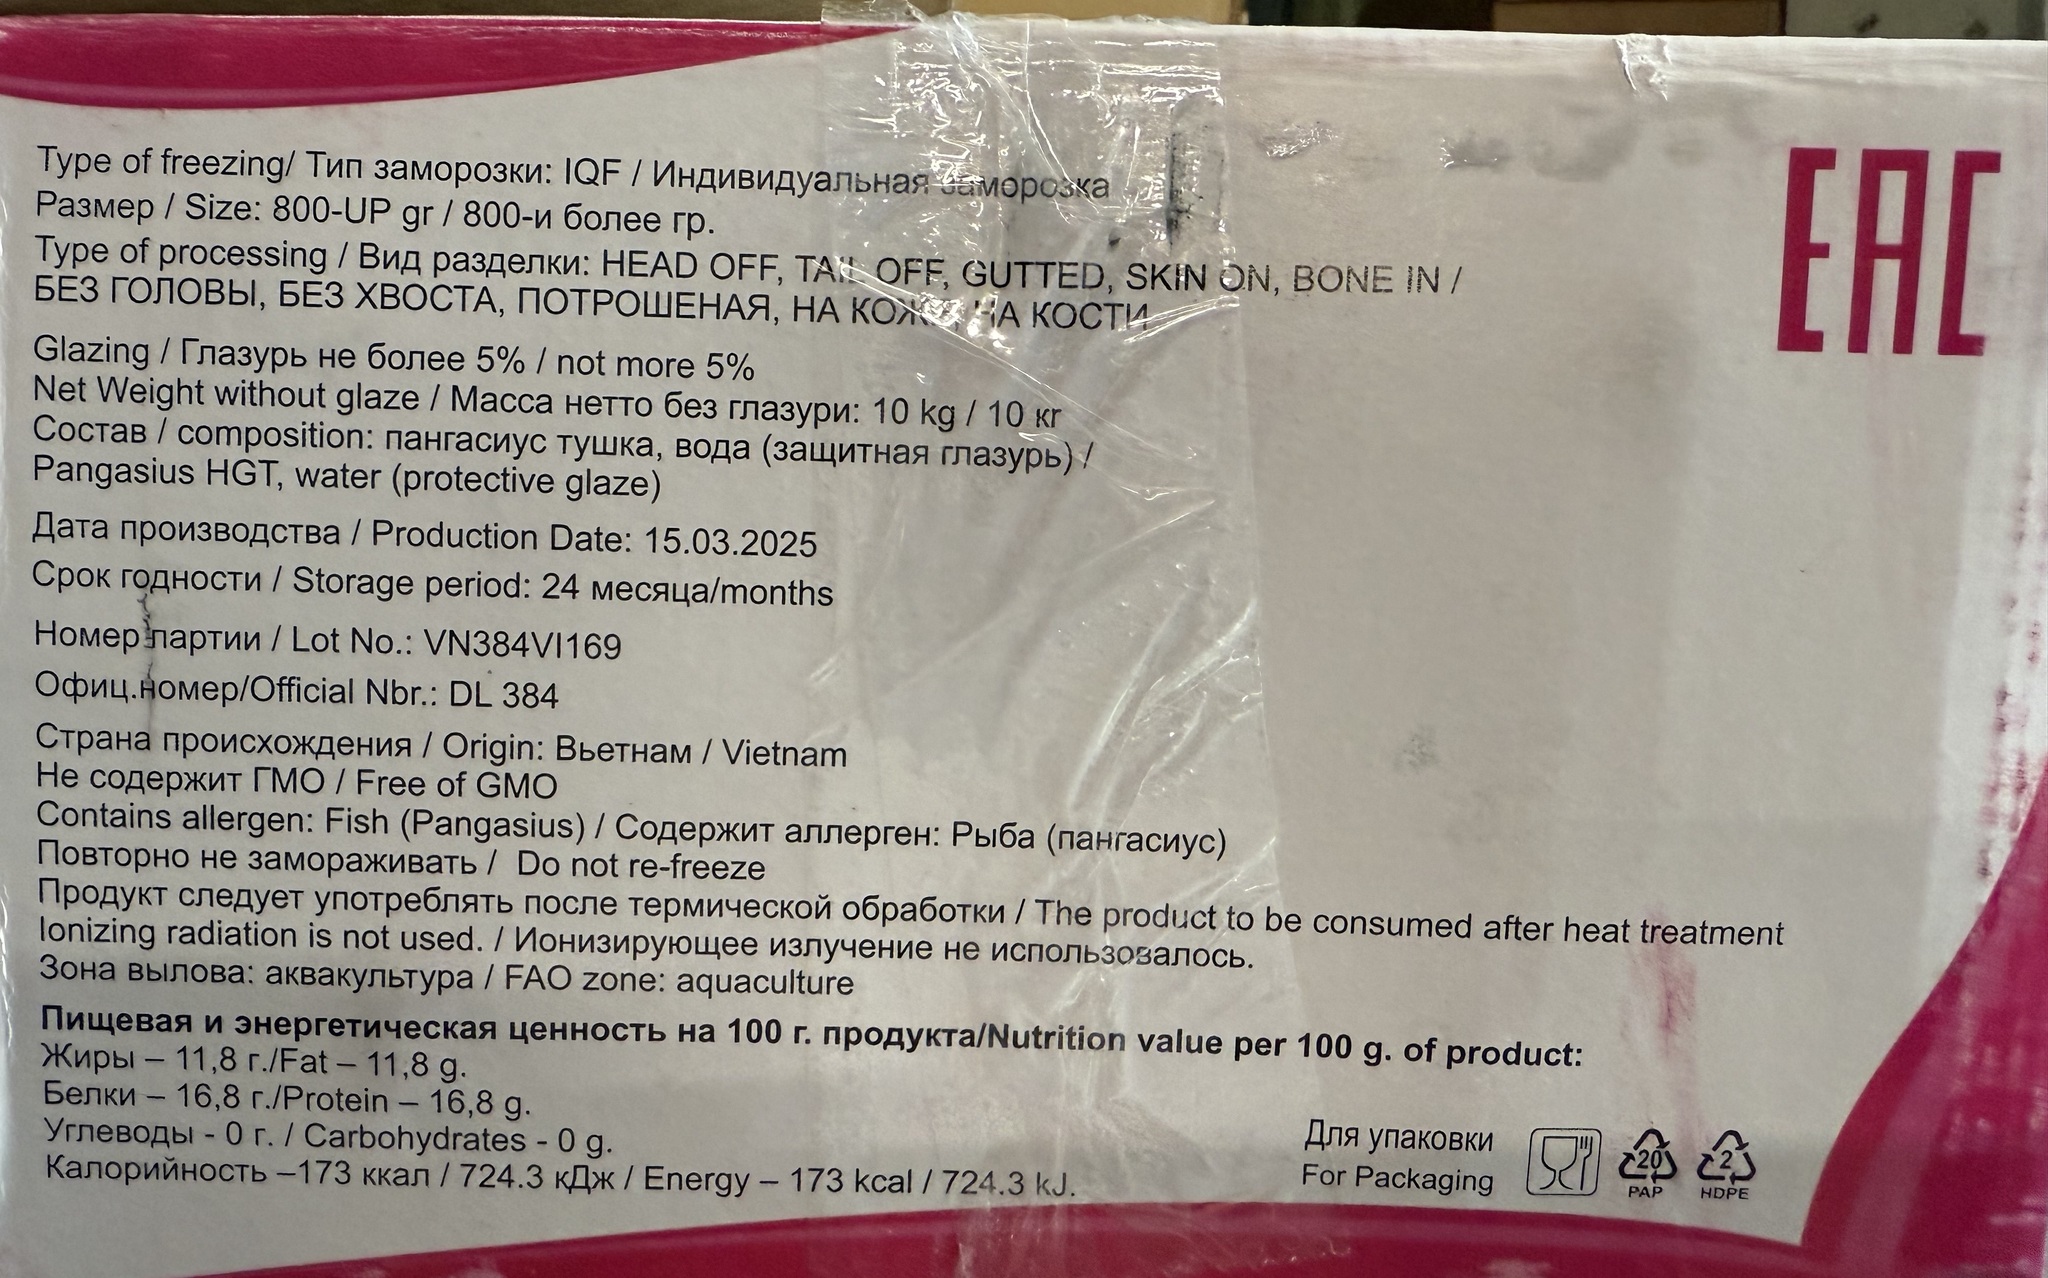 Type of freezing/ Тип заморозки: IQF / Индивидуальная заморозка
Размер / Size: 800-UP gr / 800-и более гр.
Type of processing / Вид разделки: HEAD OFF, TAIL OFF, GUTTED, SKIN ON, BONE IN /
БЕЗ ГОЛОВЫ, БЕЗ ХВОСТА, ПОТРОШЕНАЯ, НА КОЖЕ, НА КОСТИ
Glazing / Глазурь не более 5% / not more 5%
Net Weight without glaze / Масса нетто без глазури: 10 kg / 10 кг
Состав / composition: пангасиус тушка, вода (защитная глазурь) /
Pangasius HGT, water (protective glaze)
Дата производства / Production Date: 15.03.2025
Срок годности / Storage period: 24 месяца/months
Номер партии / Lot No.: VN384VI169
Офиц.номер/Official Nbr.: DL 384
Страна происхождения / Origin: Вьетнам / Vietnam
Не содержит ГМО / Free of GMO
Contains allergen: Fish (Pangasius) / Содержит аллерген: Рыба (пангасиус)
Повторно не замораживать / Do not re-freeze
Продукт следует употреблять после термической обработки / The product to be consumed after heat treatment
Ionizing radiation is not used. / Ионизирующее излучение не использовалось.
Зона вылова: аквакультура / FAO zone: aquaculture
Пищевая и энергетическая ценность на 100 г. продукта/Nutrition value per 100 g. of product:
Жиры – 11,8 г./Fat – 11,8 g.
Белки – 16,8 г./Protein – 16,8 g.
Углеводы - 0 г. / Carbohydrates - 0 g.
Калорийность –173 ккал / 724.3 кДж / Energy – 173 kcal / 724.3 kJ.
EAC
Для упаковки
For Packaging
20
PAP
2
HDPE